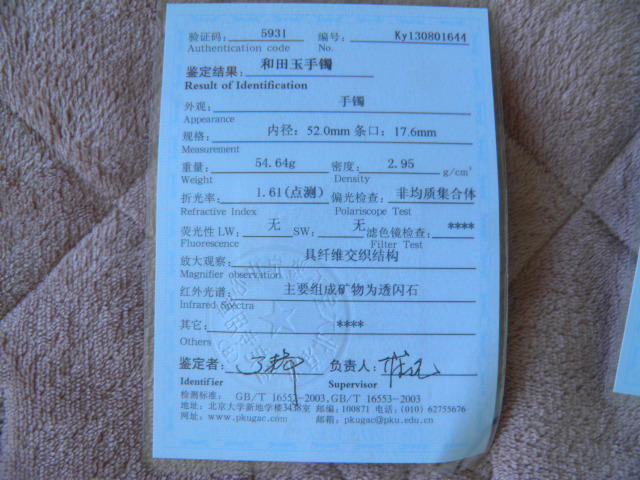 验证码: 5931 编号: Ky130801644
Authentication code No.
鉴定结果: 和田玉手镯
Result of Identification
外观: 手镯
Appearance
规格: 内径: 52.0mm 条口: 17.6mm
Measurement
重量: 54.64g 密度: 2.95 g/cm³
Weight Density
折光率: 1.61(点测) 偏光检查: 非均质集合体
Refractive Index Polariscope Test
荧光性 LW: 无 SW: 无 滤色镜检查: ****
Fluorescence Filter Test
放大观察: 具纤维交织结构
Magnifier observation
红外光谱: 主要组成矿物为透闪石
Infrared Spectra
其它: ****
Others
鉴定者: 负责人:
Identifier Supervisor
检测标准: GB/T 16552-2003,GB/T 16553-2003
地址: 北京大学新地学楼3438室 邮编: 100871 电话: (010) 62755676
网址: www.pkugac.com 邮箱: pkugac@pku.edu.cn